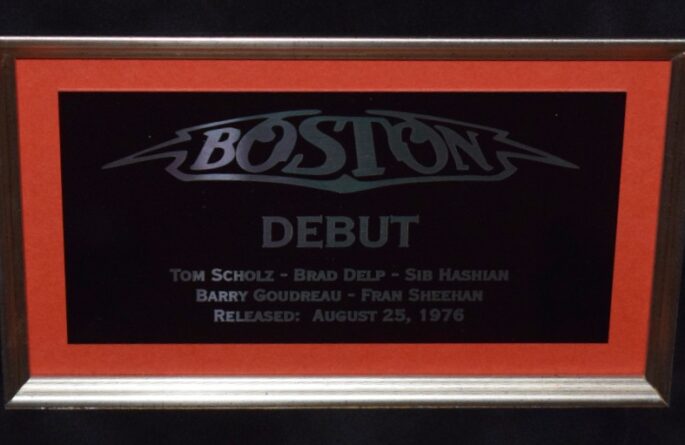 BOSTON
DEBUT
TOM SCHOLZ - BRAD DELP - SIB HASHIAN
BARRY GOUDREAU - FRAN SHEEHAN
RELEASED: AUGUST 25, 1976